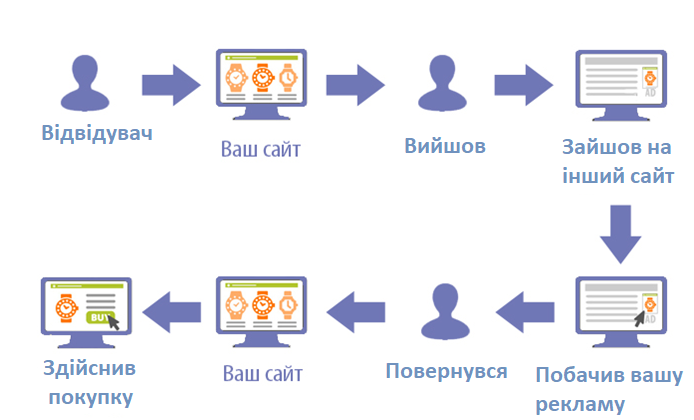 Відвідувач
Ваш сайт
Вийшов
Зайшов на
інший сайт
AD
AD
Побачив вашу
рекламу
Повернувся
Ваш сайт
BUY
Здійснив
покупку